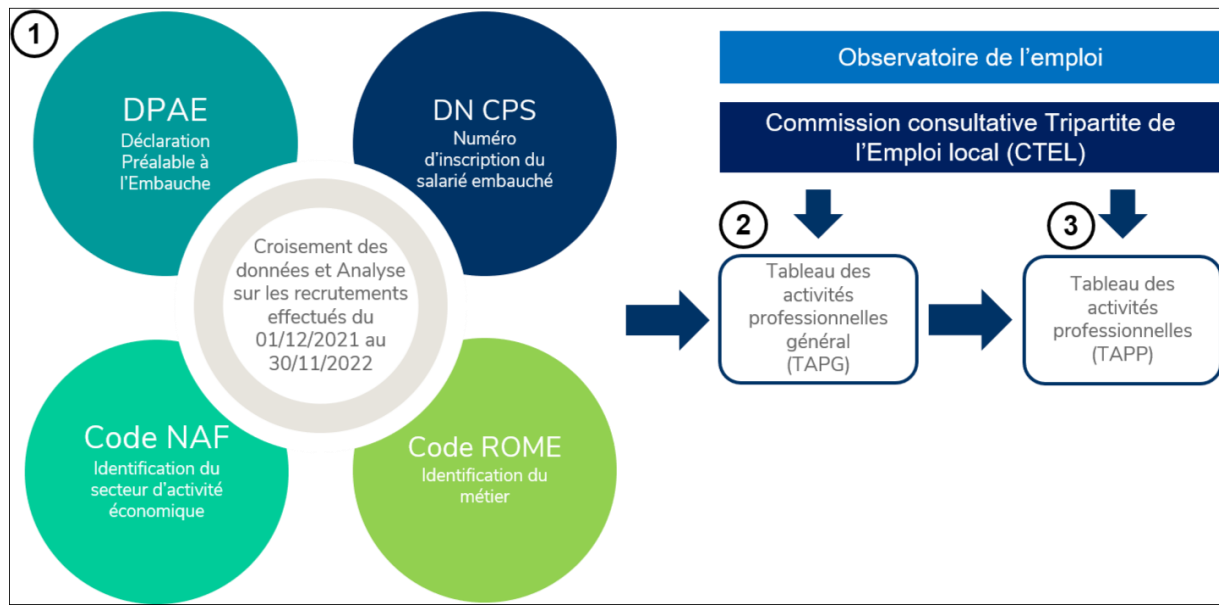 1
DPAE
Déclaration
Préalable à
l'Embauche
DN CPS
Numéro
d'inscription du
salarié embauché
Croisement des
données et Analyse
sur les recrutements
effectués du
01/12/2021 au
30/11/2022
Code NAF
Identification du
secteur d'activité
économique
Code ROME
Identification du
métier
Observatoire de l'emploi
Commission consultative Tripartite de
l'Emploi local (CTEL)
2
Tableau des
activités
professionnelles
général
(TAPG)
3
Tableau des
activités
professionnelles
(TAPP)